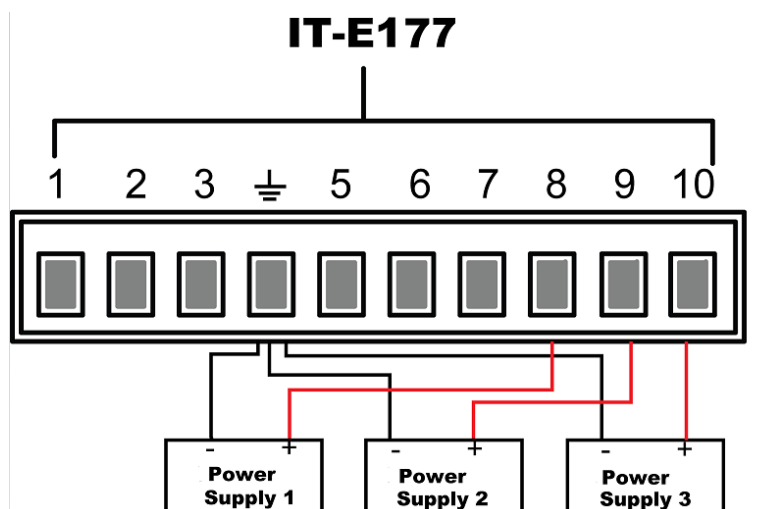 IT-E177
1 2 3 5 6 7 8 9 10
- + - + - +
Power Power Power
Supply 1 Supply 2 Supply 3